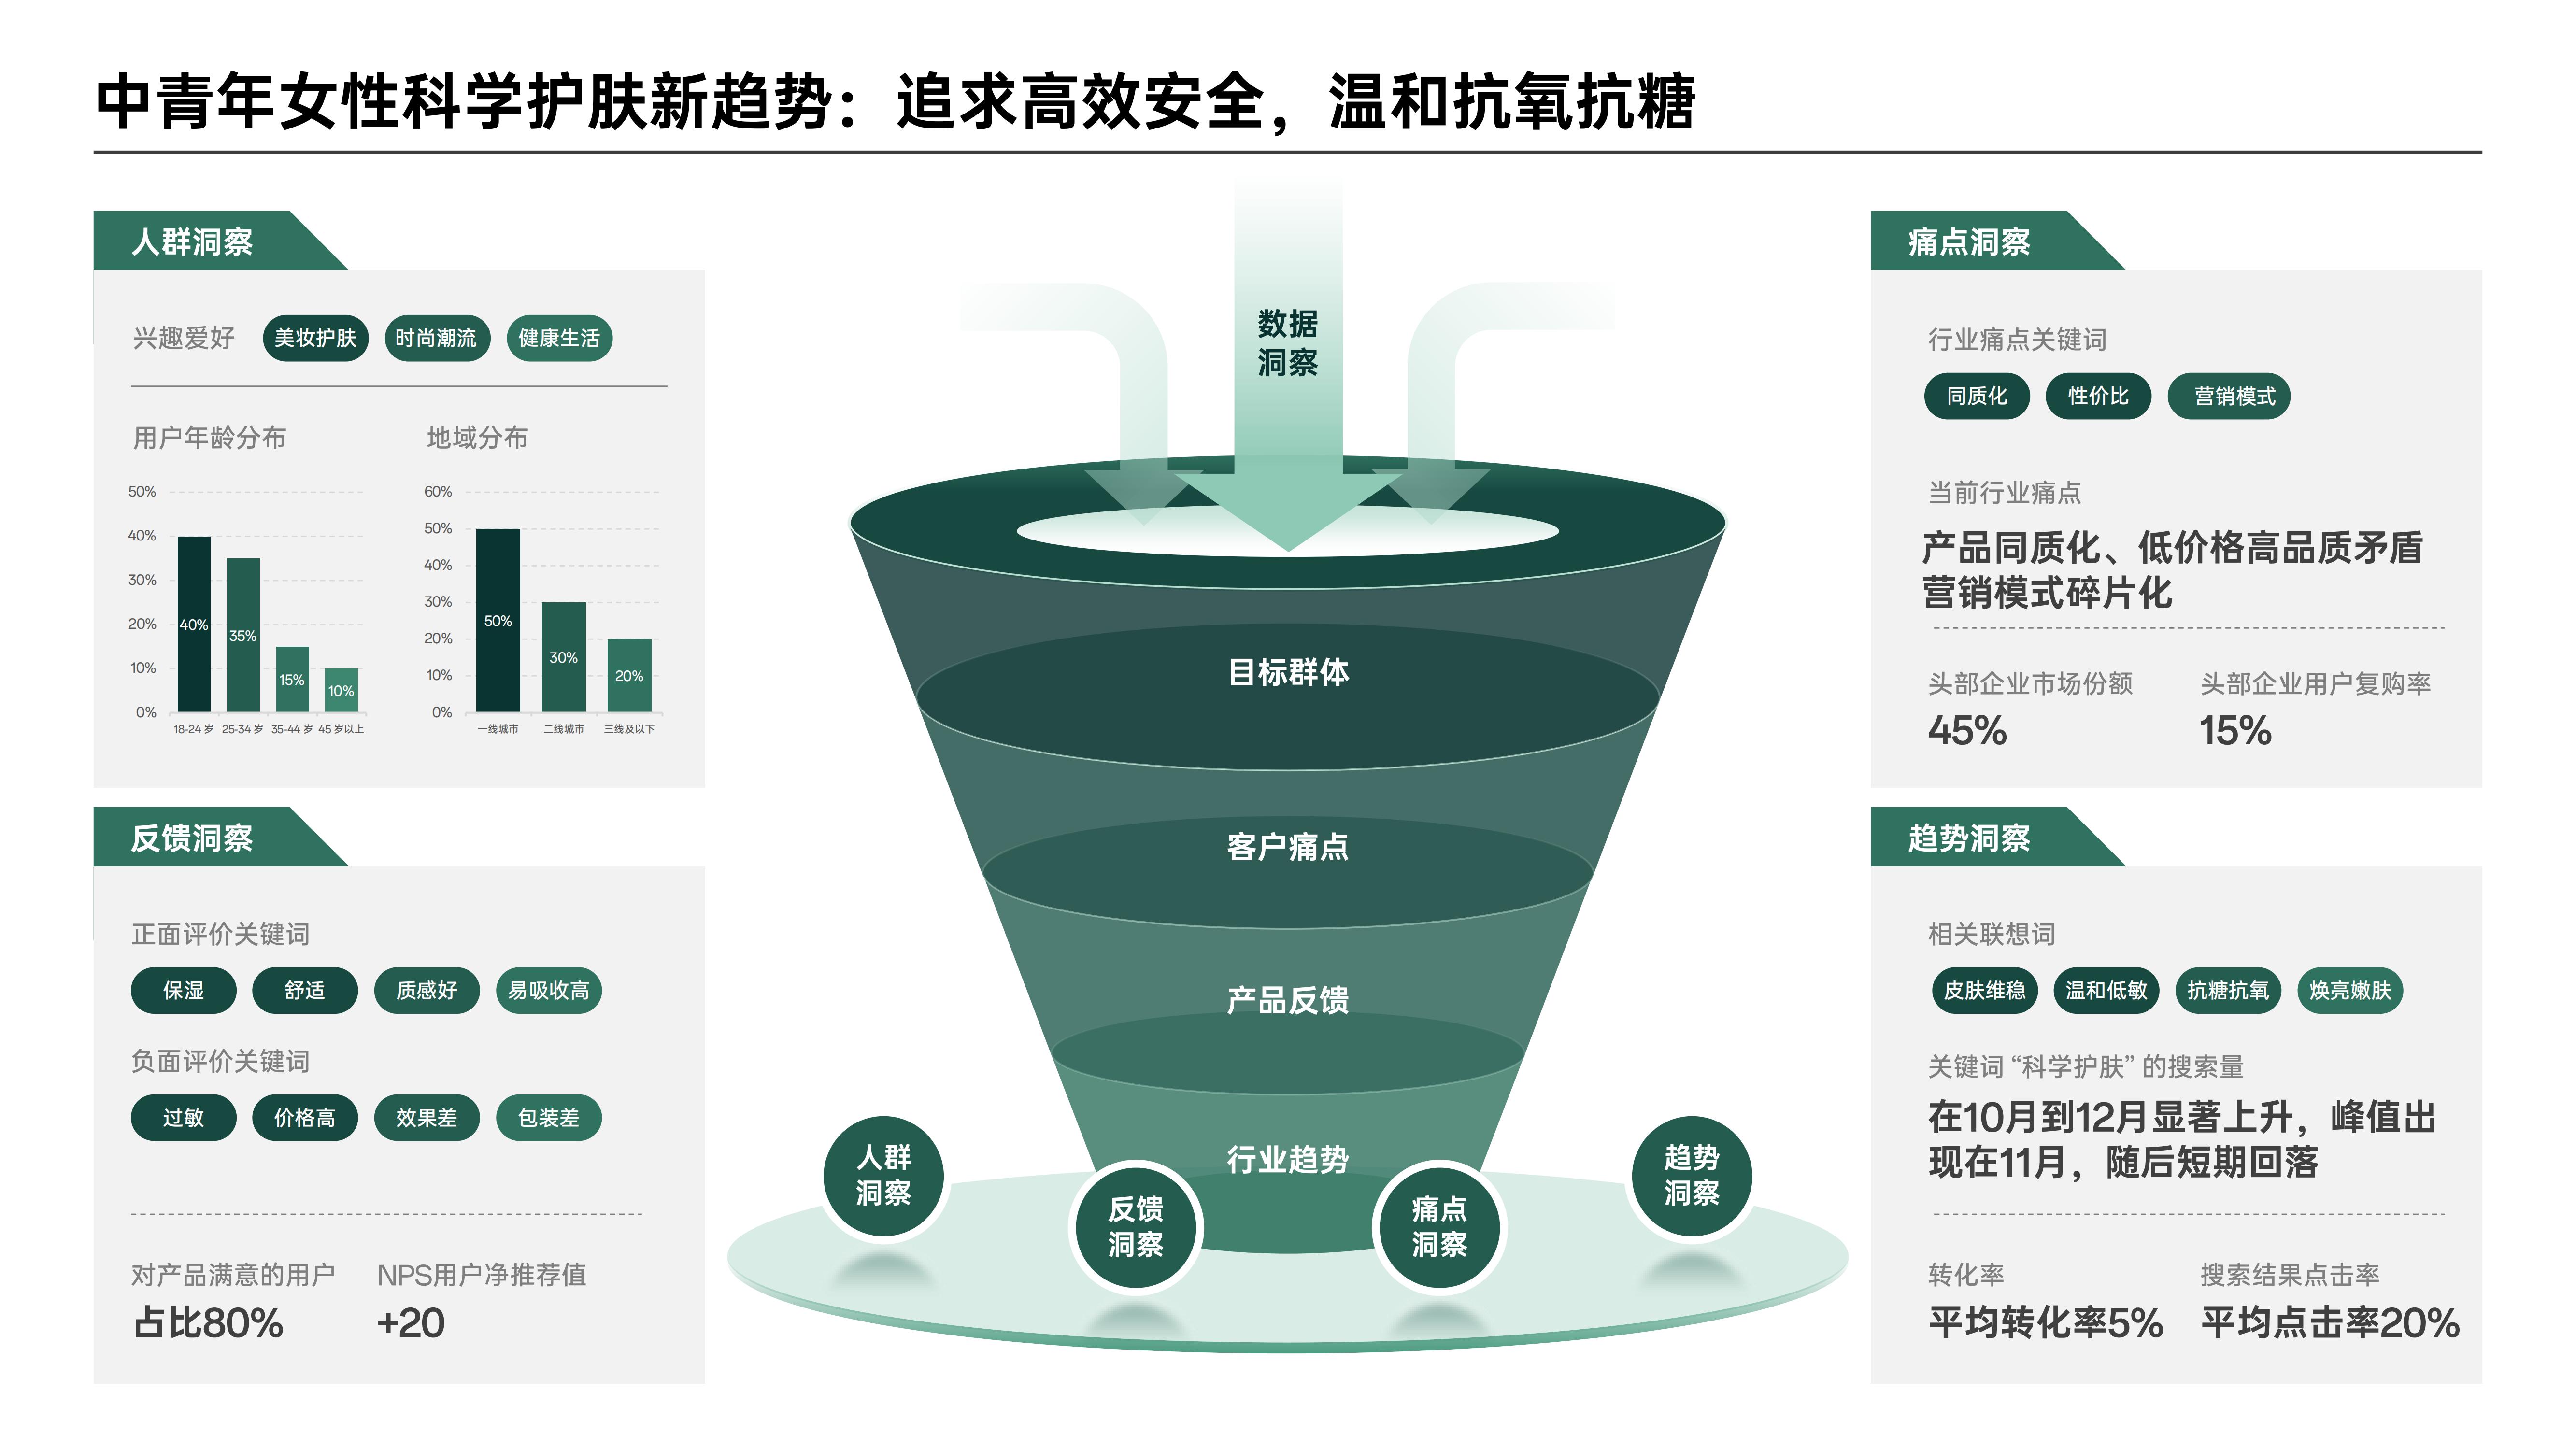 中青年女性科学护肤新趋势：追求高效安全，温和抗氧抗糖
人群洞察
兴趣爱好
美妆护肤
时尚潮流
健康生活
用户年龄分布
50%
40%
30%
20%
10%
0%
40%
35%
15%
10%
18-24 岁
25-34 岁
35-44 岁
45 岁以上
地域分布
60%
50%
40%
30%
20%
10%
0%
50%
30%
20%
一线城市
二线城市
三线及以下
反馈洞察
正面评价关键词
保湿
舒适
质感好
易吸收高
负面评价关键词
过敏
价格高
效果差
包装差
对产品满意的用户
占比80%
NPS用户净推荐值
+20
数据
洞察
目标群体
客户痛点
产品反馈
行业趋势
人群
洞察
反馈
洞察
痛点
洞察
趋势
洞察
痛点洞察
行业痛点关键词
同质化
性价比
营销模式
当前行业痛点
产品同质化、低价格高品质矛盾
营销模式碎片化
头部企业市场份额
45%
头部企业用户复购率
15%
趋势洞察
相关联想词
皮肤维稳
温和低敏
抗糖抗氧
焕亮嫩肤
关键词 “科学护肤” 的搜索量
在10月到12月显著上升，峰值出
现在11月，随后短期回落
转化率
平均转化率5%
搜索结果点击率
平均点击率20%